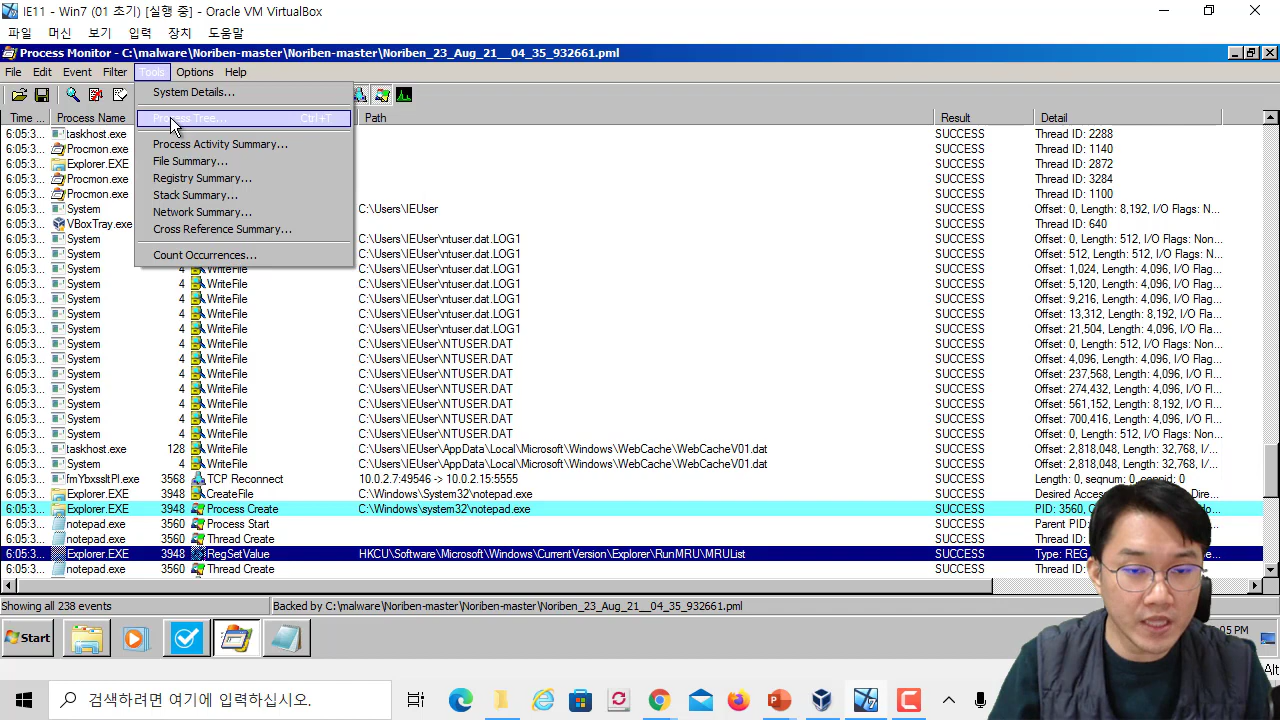 IE11 - Win7 (01 초기) [실행 중] - Oracle VM VirtualBox
파일 머신 보기 입력 장치 도움말
Process Monitor - C:\malware\Noriben-master\Noriben-master\Noriben_23_Aug_21__04_35_932661.pml
File Edit Event Filter Tools Options Help
System Details...
Time ... Process Name Path Result Detail
Process Tree... Ctrl+T
taskhost.exe SUCCESS Thread ID: 2288
Process Activity Summary...
Procmon.exe SUCCESS Thread ID: 1140
File Summary...
Explorer.EXE SUCCESS Thread ID: 2872
Registry Summary...
Procmon.exe SUCCESS Thread ID: 3284
Stack Summary...
Procmon.exe SUCCESS Thread ID: 1100
Network Summary...
System C:\Users\IEUser SUCCESS Offset: 0, Length: 8,192, I/O Flags: N...
Cross Reference Summary...
VBoxTray.exe SUCCESS Thread ID: 640
6:05:3... System C:\Users\IEUser\ntuser.dat.LOG1 SUCCESS Offset: 0, Length: 512, I/O Flags: Non...
Count Occurrences...
6:05:3... System C:\Users\IEUser\ntuser.dat.LOG1 SUCCESS Offset: 512, Length: 512, I/O Flags: N...
6:05:3... System 4 WriteFile C:\Users\IEUser\ntuser.dat.LOG1 SUCCESS Offset: 1,024, Length: 4,096, I/O Flag...
6:05:3... System 4 WriteFile C:\Users\IEUser\ntuser.dat.LOG1 SUCCESS Offset: 5,120, Length: 4,096, I/O Flag...
6:05:3... System 4 WriteFile C:\Users\IEUser\ntuser.dat.LOG1 SUCCESS Offset: 9,216, Length: 4,096, I/O Flag...
6:05:3... System 4 WriteFile C:\Users\IEUser\ntuser.dat.LOG1 SUCCESS Offset: 13,312, Length: 8,192, I/O Fla...
6:05:3... System 4 WriteFile C:\Users\IEUser\ntuser.dat.LOG1 SUCCESS Offset: 21,504, Length: 4,096, I/O Fla...
6:05:3... System 4 WriteFile C:\Users\IEUser\NTUSER.DAT SUCCESS Offset: 0, Length: 512, I/O Flags: Non...
6:05:3... System 4 WriteFile C:\Users\IEUser\NTUSER.DAT SUCCESS Offset: 4,096, Length: 4,096, I/O Flag...
6:05:3... System 4 WriteFile C:\Users\IEUser\NTUSER.DAT SUCCESS Offset: 237,568, Length: 4,096, I/O Fl...
6:05:3... System 4 WriteFile C:\Users\IEUser\NTUSER.DAT SUCCESS Offset: 274,432, Length: 4,096, I/O Fl...
6:05:3... System 4 WriteFile C:\Users\IEUser\NTUSER.DAT SUCCESS Offset: 561,152, Length: 8,192, I/O Fl...
6:05:3... System 4 WriteFile C:\Users\IEUser\NTUSER.DAT SUCCESS Offset: 700,416, Length: 4,096, I/O Fl...
6:05:3... System 4 WriteFile C:\Users\IEUser\NTUSER.DAT SUCCESS Offset: 0, Length: 512, I/O Flags: Non...
6:05:3... taskhost.exe 128 WriteFile C:\Users\IEUser\AppData\Local\Microsoft\Windows\WebCache\WebCacheV01.dat SUCCESS Offset: 2,818,048, Length: 32,768, I/...
6:05:3... System 4 WriteFile C:\Users\IEUser\AppData\Local\Microsoft\Windows\WebCache\WebCacheV01.dat SUCCESS Offset: 2,818,048, Length: 32,768, I/...
6:05:3... fmYbxssItPl.exe 3568 TCP Reconnect 10.0.2.7:49546 -> 10.0.2.15:5555 SUCCESS Length: 0, seqnum: 0, connid: 0
6:05:3... Explorer.EXE 3948 CreateFile C:\Windows\System32\notepad.exe SUCCESS Desired Access
6:05:3... Explorer.EXE 3948 Process Create C:\Windows\system32\notepad.exe SUCCESS PID: 3560, C
6:05:3... notepad.exe 3560 Process Start SUCCESS Parent PID:
6:05:3... notepad.exe 3560 Thread Create SUCCESS Thread ID:
6:05:3... Explorer.EXE 3948 RegSetValue HKCU\Software\Microsoft\Windows\CurrentVersion\Explorer\RunMRU\MRUList SUCCESS Type: REG
6:05:3... notepad.exe 3560 Thread Create SUCCESS Thread ID:
Showing all 238 events Backed by C:\malware\Noriben-master\Noriben-master\Noriben_23_Aug_21__04_35_932661.pml
Start :05 PM
Alt
검색하려면 여기에 입력하십시오.